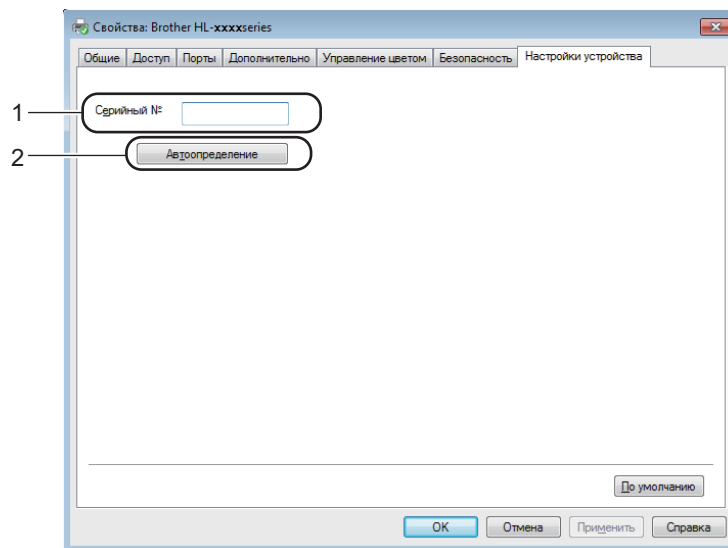 Свойства: Brother HL-xxxxseries
Общие Доступ Порты Дополнительно Управление цветом Безопасность Настройки устройства
1 Серийный №
2 Автоопределение
По умолчанию
OK Отмена Применить Справка